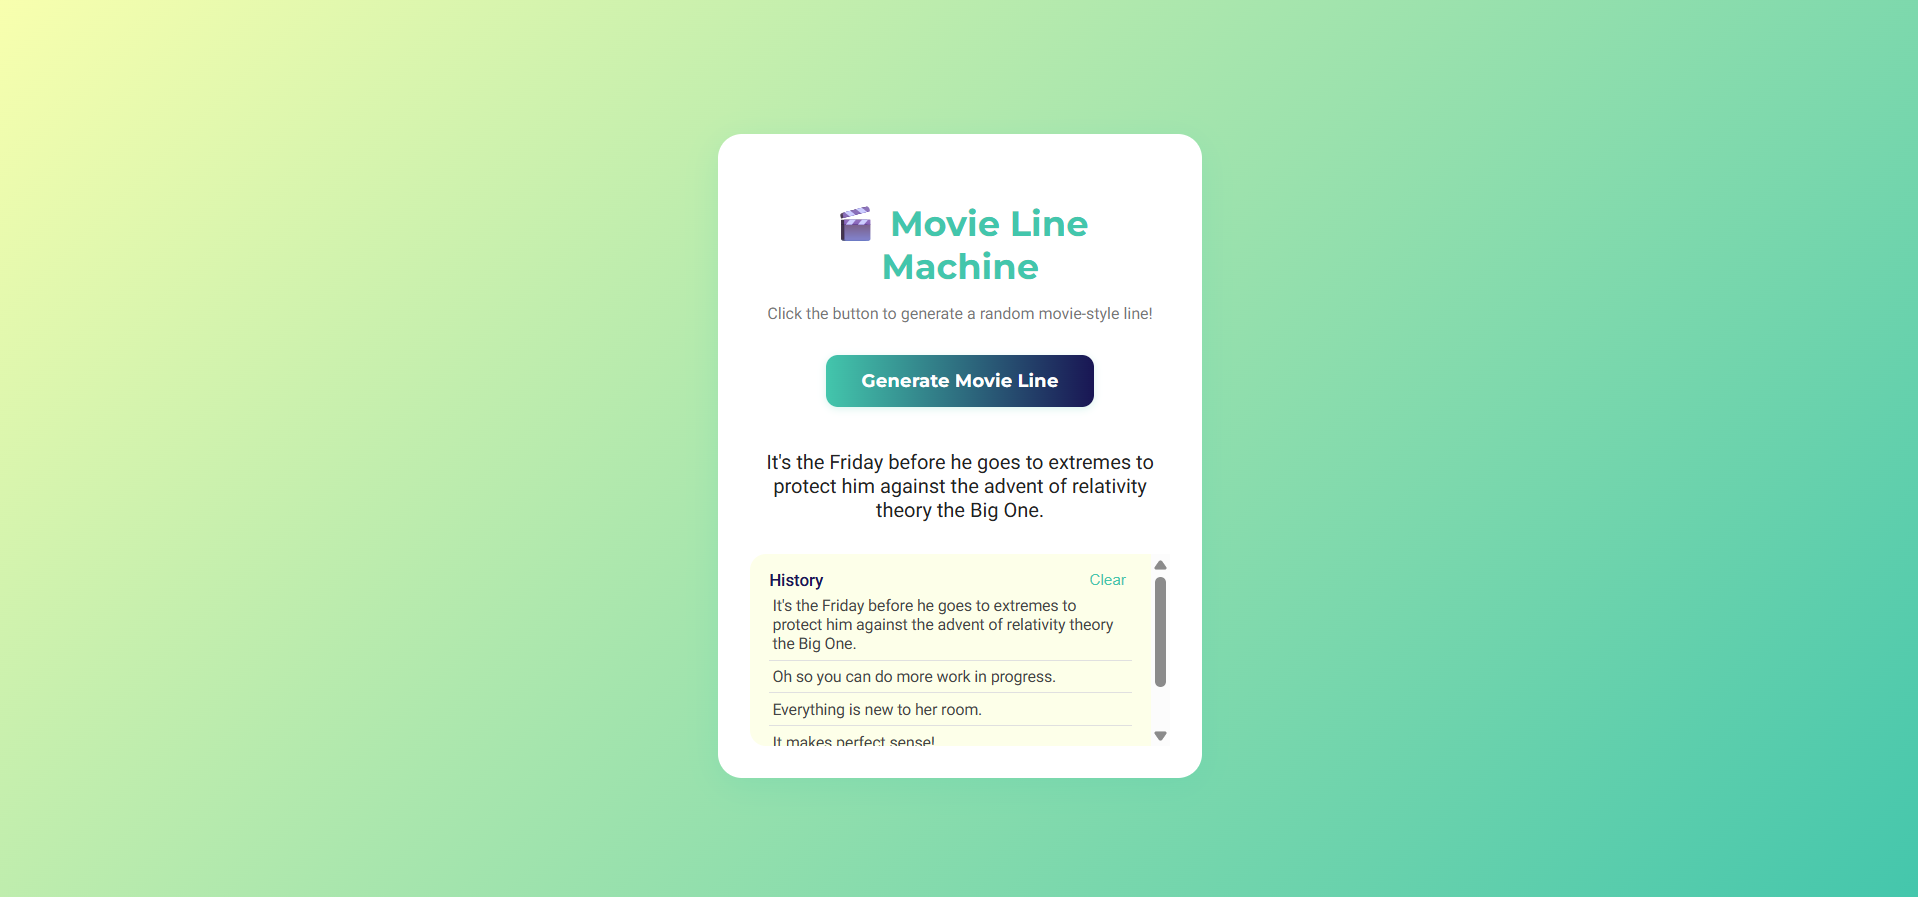 Movie Line
Machine
Click the button to generate a random movie-style line!
Generate Movie Line
It's the Friday before he goes to extremes to
protect him against the advent of relativity
theory the Big One.
History
Clear
It's the Friday before he goes to extremes to
protect him against the advent of relativity theory
the Big One.
Oh so you can do more work in progress.
Everything is new to her room.
It makes perfect sense!